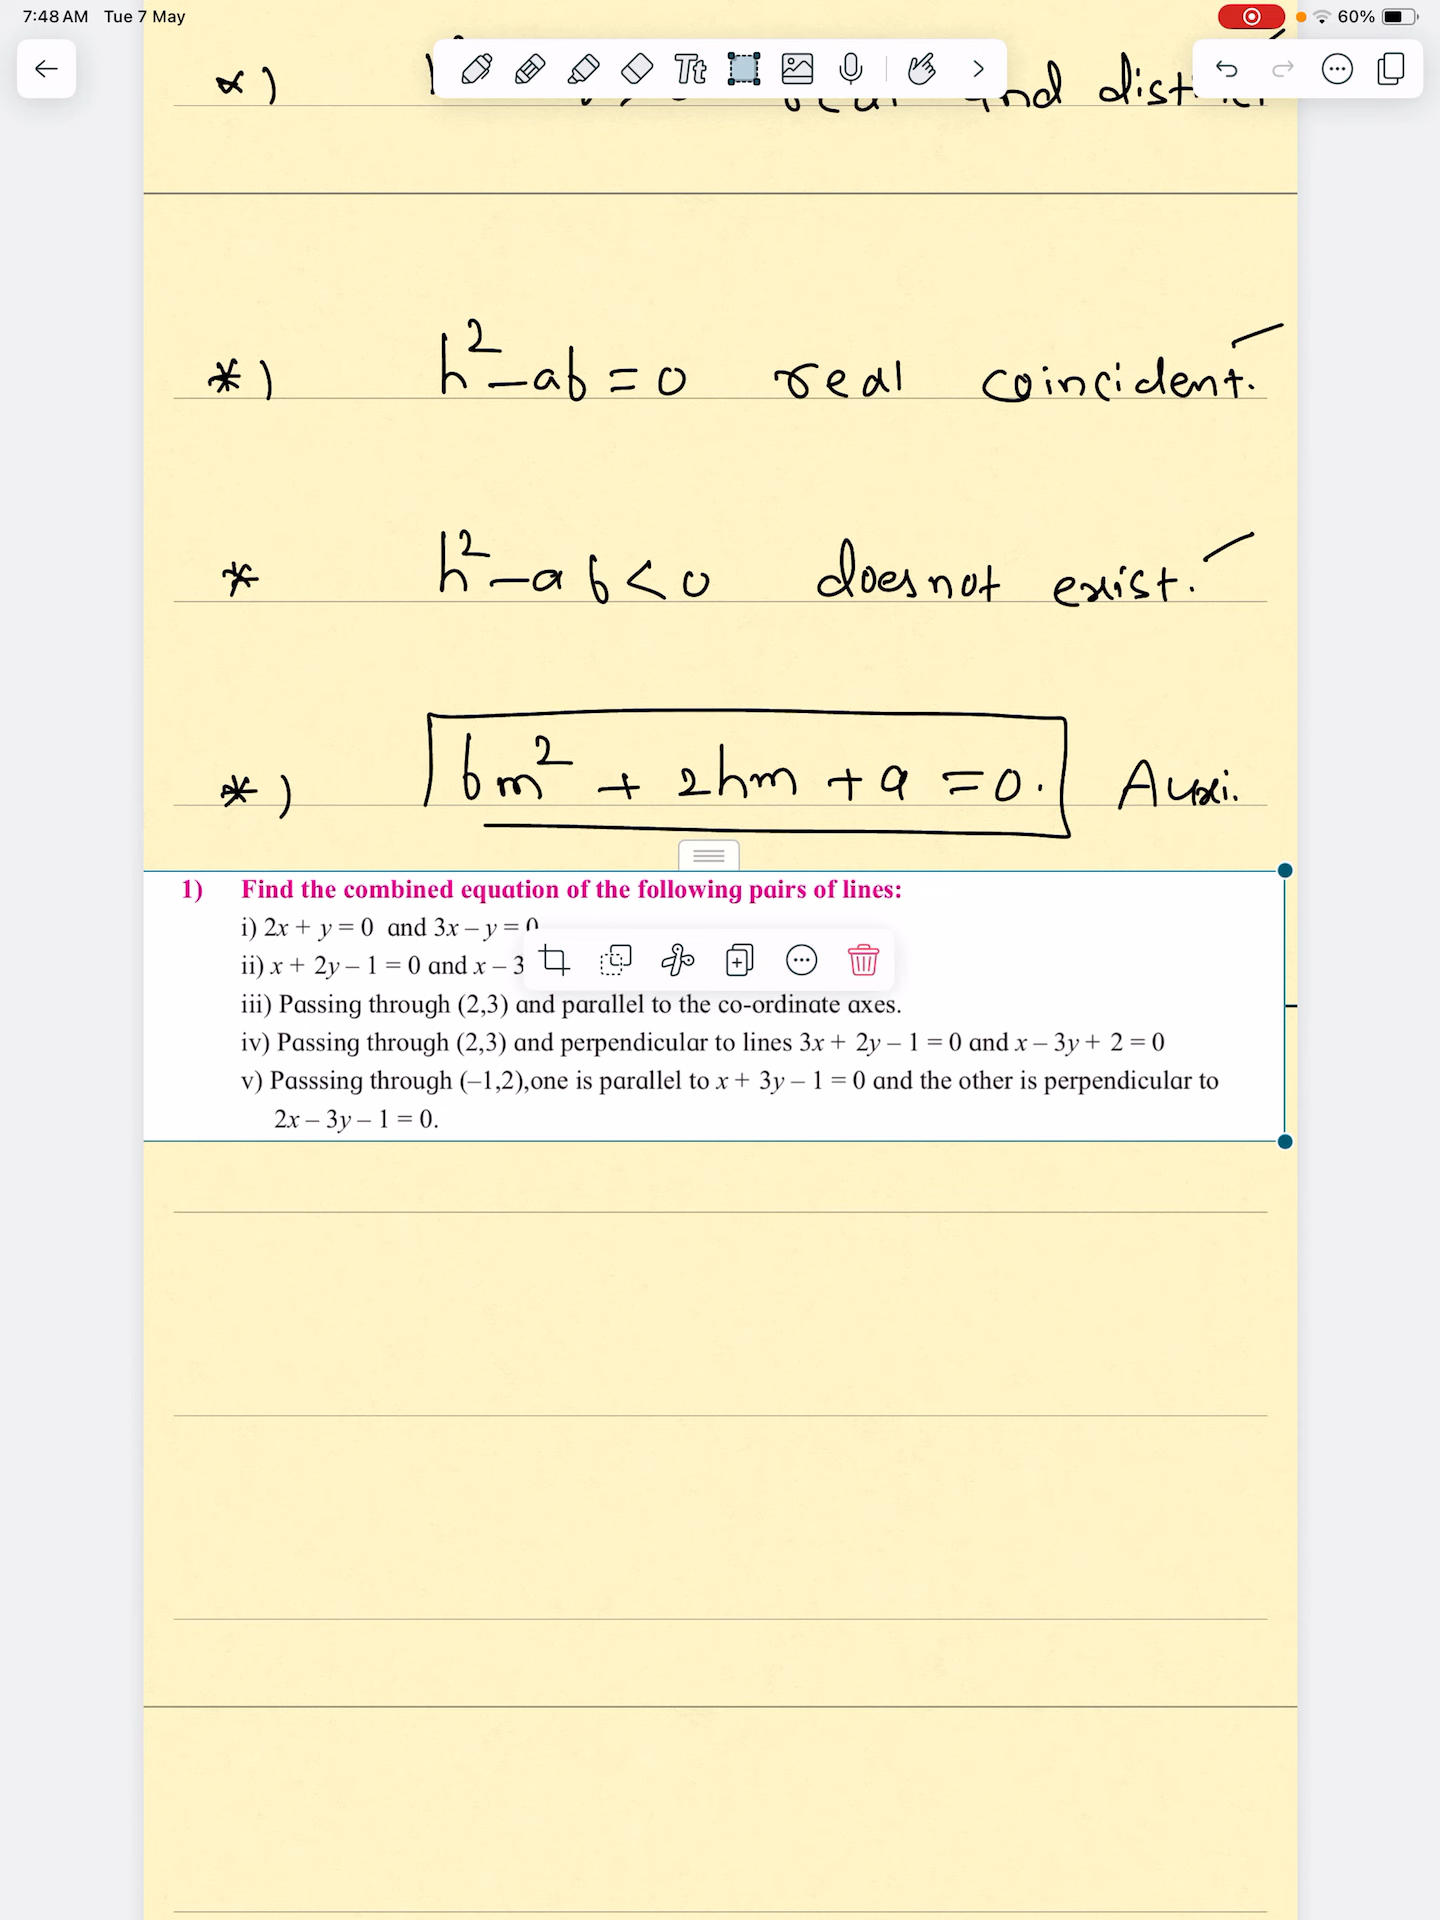 7:48 AM Tue 7 May
60%
Tt
and
h²-ab=0 real coincident.
*)
h²-ab<0 does not exist.
*
*) bm² + 2hm + a = 0. Auxi.
1) Find the combined equation of the following pairs of lines:
i) 2x + y = 0 and 3x – y = 0
ii) x + 2y – 1 = 0 and x – 3
iii) Passing through (2,3) and parallel to the co-ordinate axes.
iv) Passing through (2,3) and perpendicular to lines 3x + 2y – 1 = 0 and x – 3y + 2 = 0
v) Passsing through (–1,2),one is parallel to x + 3y – 1 = 0 and the other is perpendicular to
2x – 3y – 1 = 0.